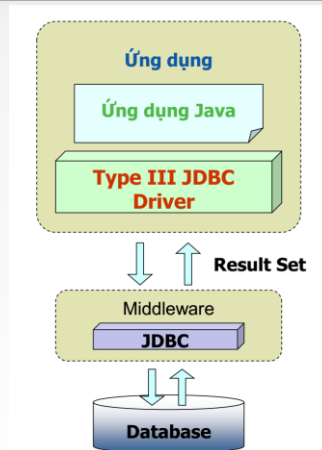 Ứng dụng
Ứng dụng Java
Type III JDBC
Driver
Result Set
Middleware
JDBC
Database